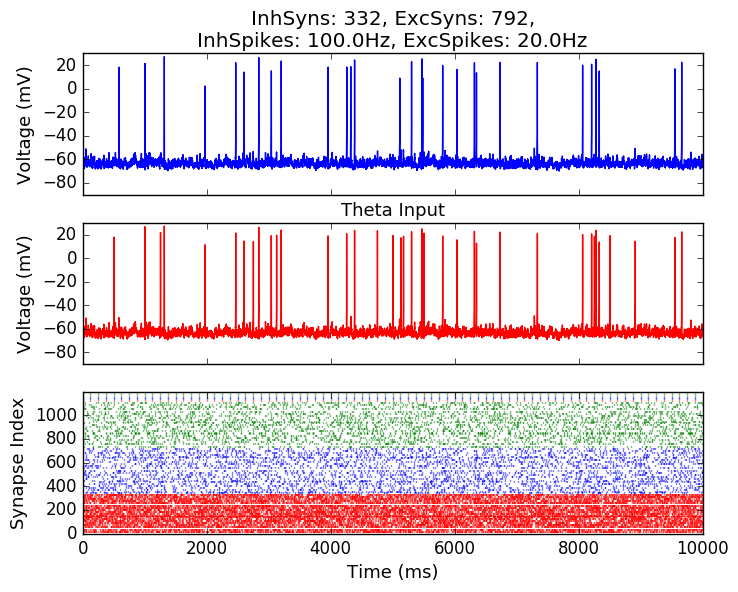 InhSyns: 332, ExcSyns: 792,
InhSpikes: 100.0Hz, ExcSpikes: 20.0Hz
20
0
−20
−40
−60
−80
Voltage (mV)
Theta Input
20
0
−20
−40
−60
−80
Voltage (mV)
1000
800
600
400
200
0
Synapse Index
0 2000 4000 6000 8000 10000
Time (ms)